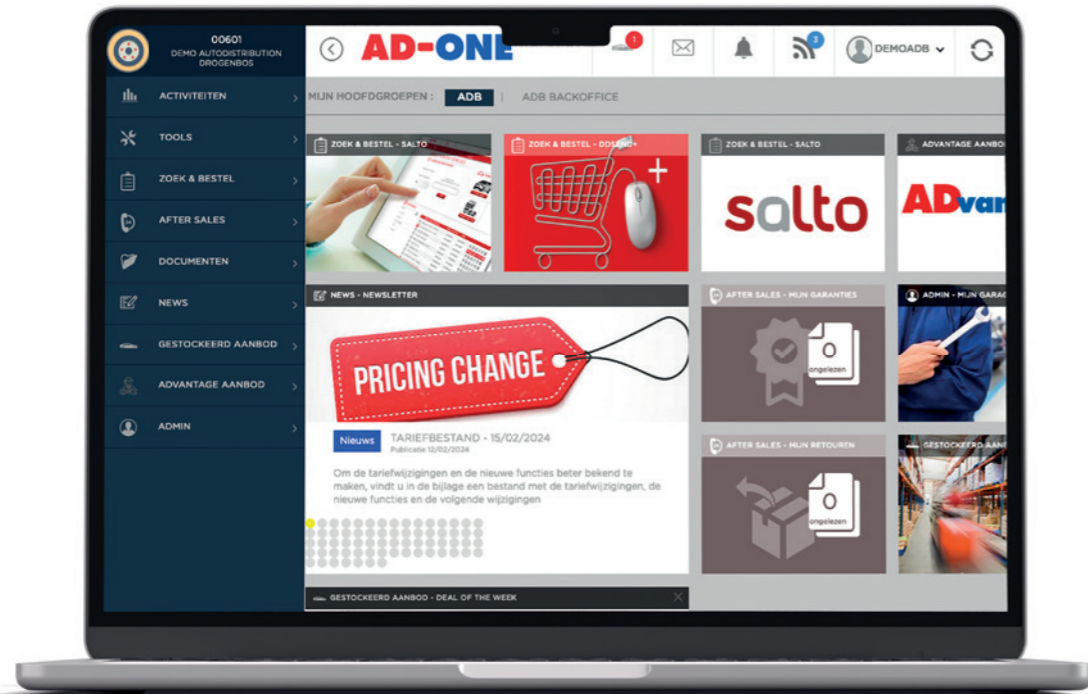 00601
DEMO AUTODISTRIBUTION
DROGENBOS
AD-ONE
1
3
DEMOADB
ACTIVITEITEN
TOOLS
ZOEK & BESTEL
AFTER SALES
DOCUMENTEN
NEWS
GESTOCKEERD AANBOD
ADVANTAGE AANBOD
ADMIN
MIJN HOOFDGROEPEN : ADB | ADB BACKOFFICE
ZOEK & BESTEL - SALTO
ZOEK & BESTEL - DOSEND+
ZOEK & BESTEL - SALTO
salto
ADVANTAGE AANBO
ADvan
NEWS - NEWSLETTER
PRICING CHANGE
Nieuws
TARIEFBESTAND - 15/02/2024
Publicatie 12/02/2024
Om de tariefwijzigingen en de nieuwe functies beter bekend te
maken, vindt u in de bijlage een bestand met de tariefwijzigingen, de
nieuwe functies en de volgende wijzigingen
AFTER SALES - MIJN GARANTIES
0
ongelezen
ADMIN - MIJN GARAG
AFTER SALES - MIJN RETOUREN
0
ongelezen
GESTOCKEERD AANB
GESTOCKEERD AANBOD - DEAL OF THE WEEK